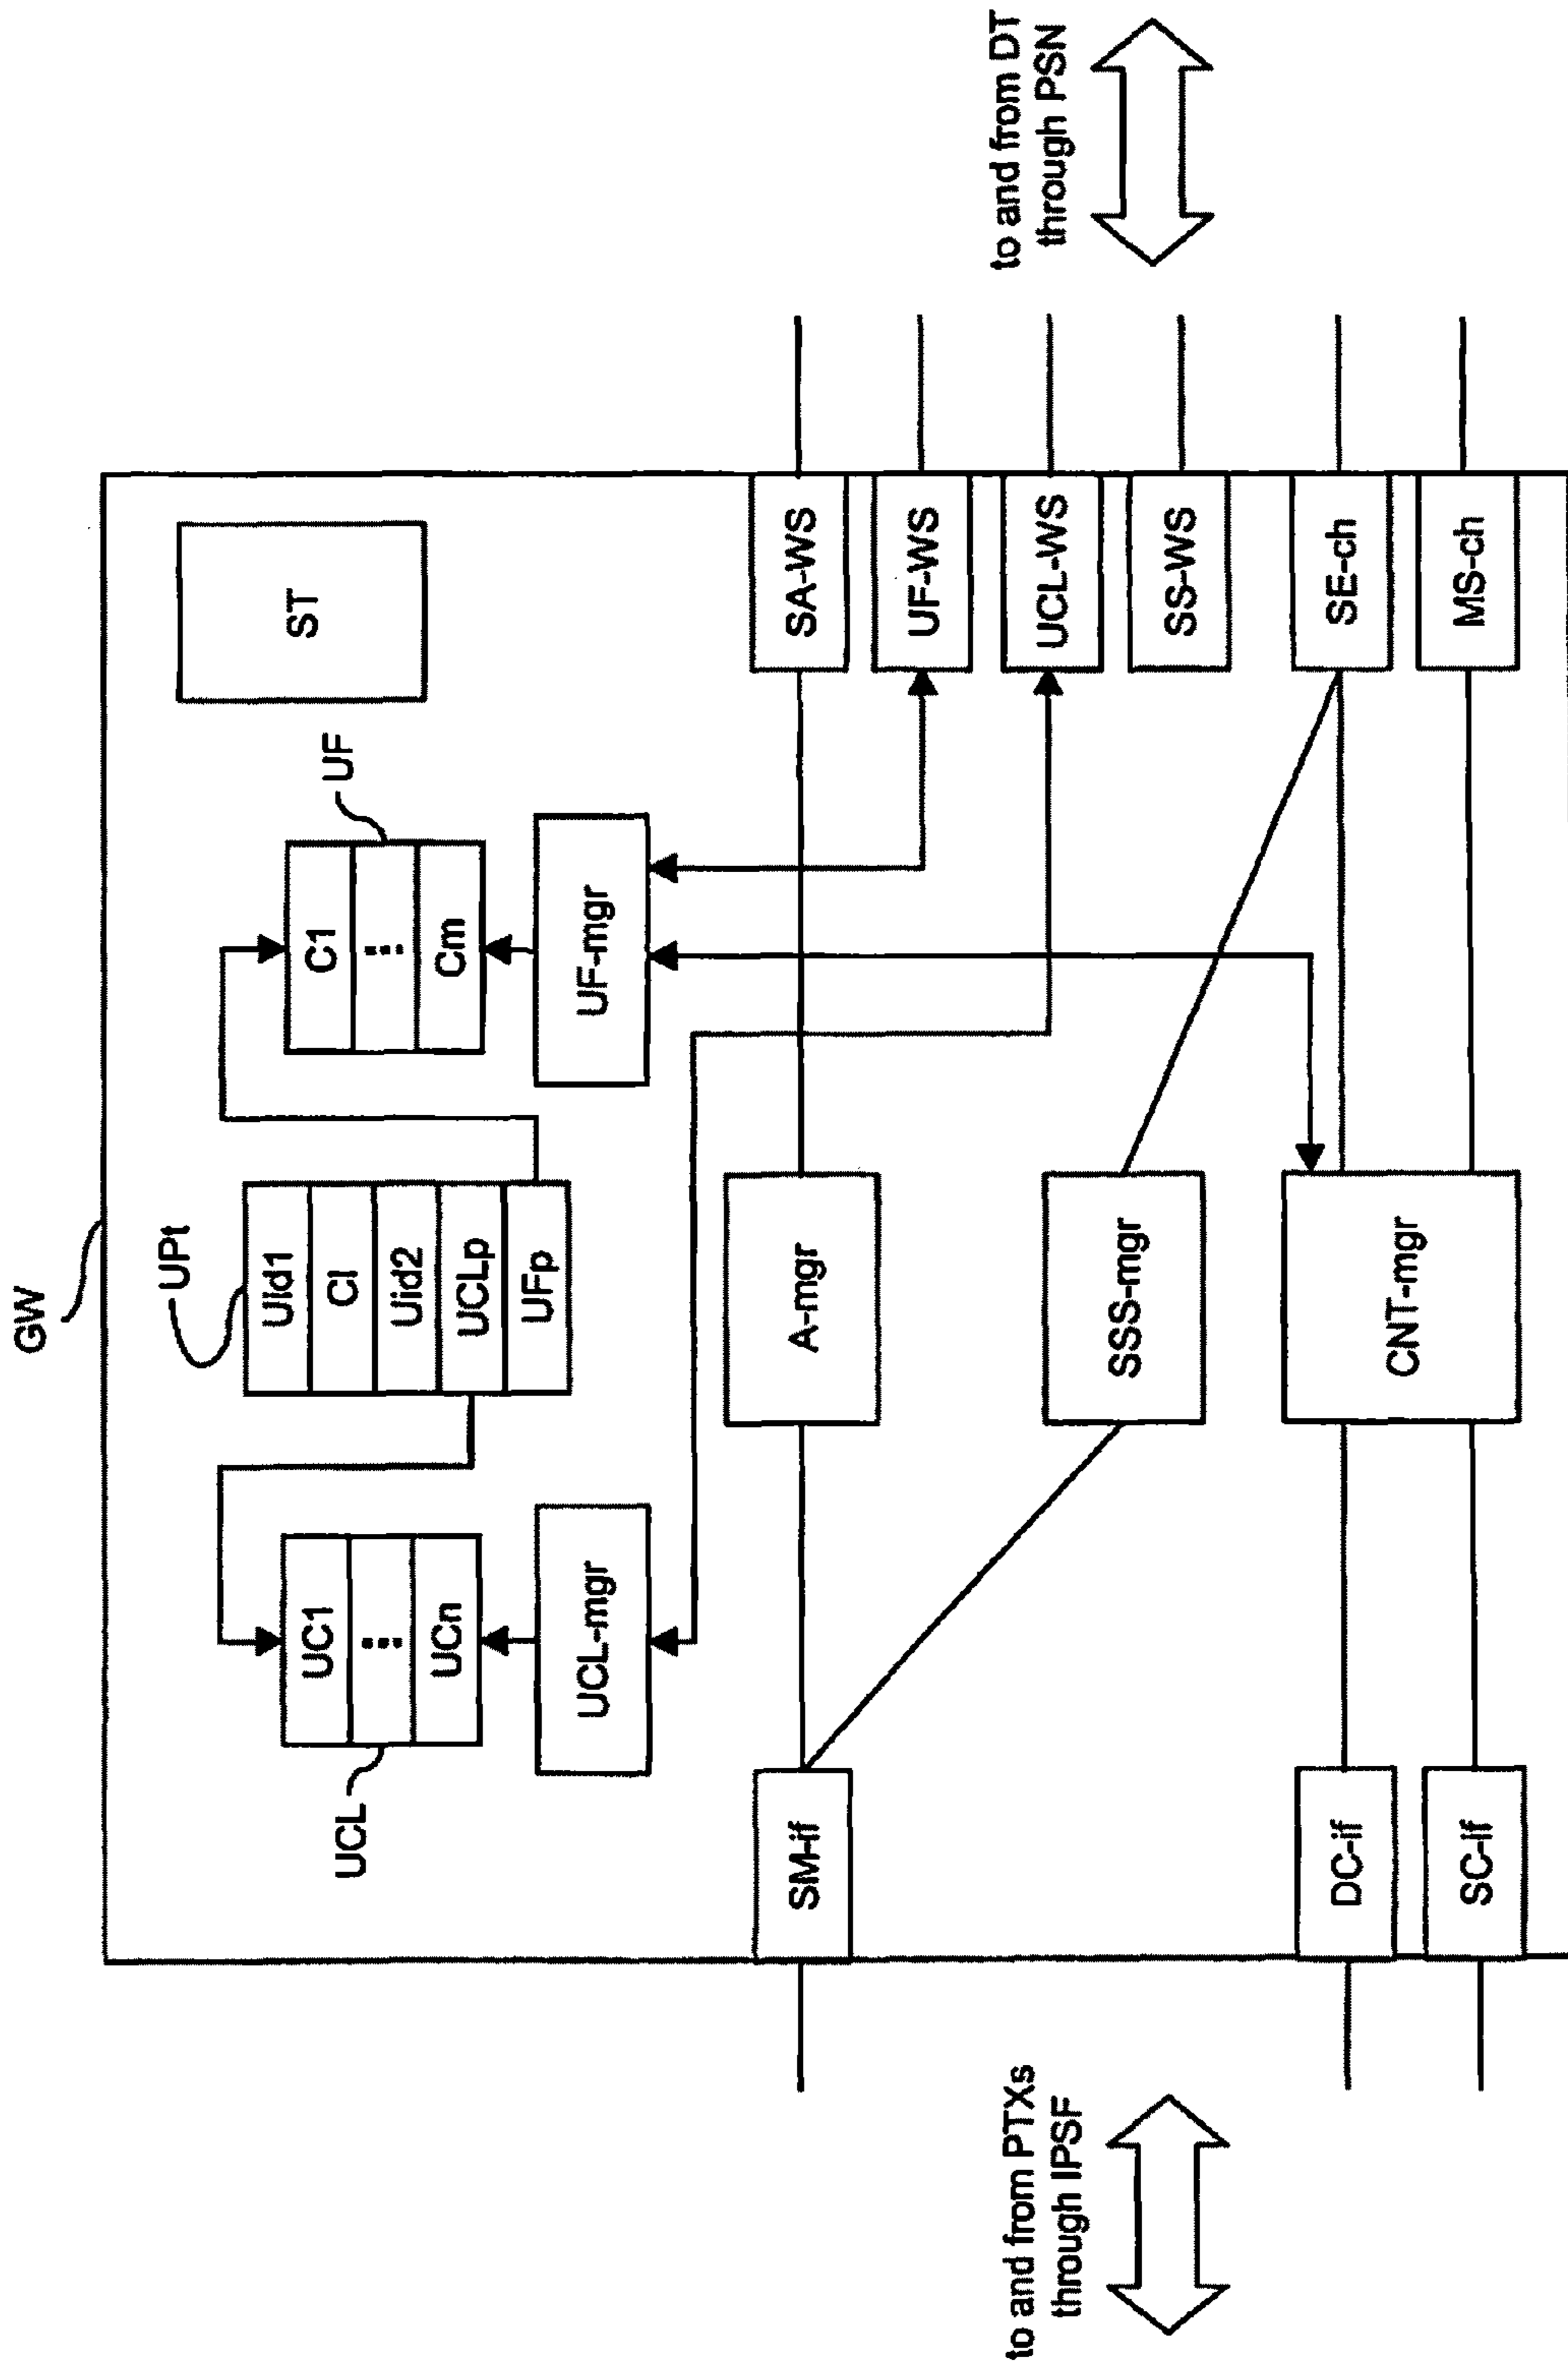 GW
UPt
UCL
UC1
...
UCn
UCL-mgr
Uid1
CI
Uid2
UCLp
UFp
UF
C1
...
Cm
UF-mgr
ST
SM-if
A-mgr
SA-WS
UF-WS
UCL-WS
SS-WS
SSS-mgr
DC-if
SC-if
CNT-mgr
SE-ch
MS-ch
to and from PTXs
through IPSF
to and from DT
through PSN